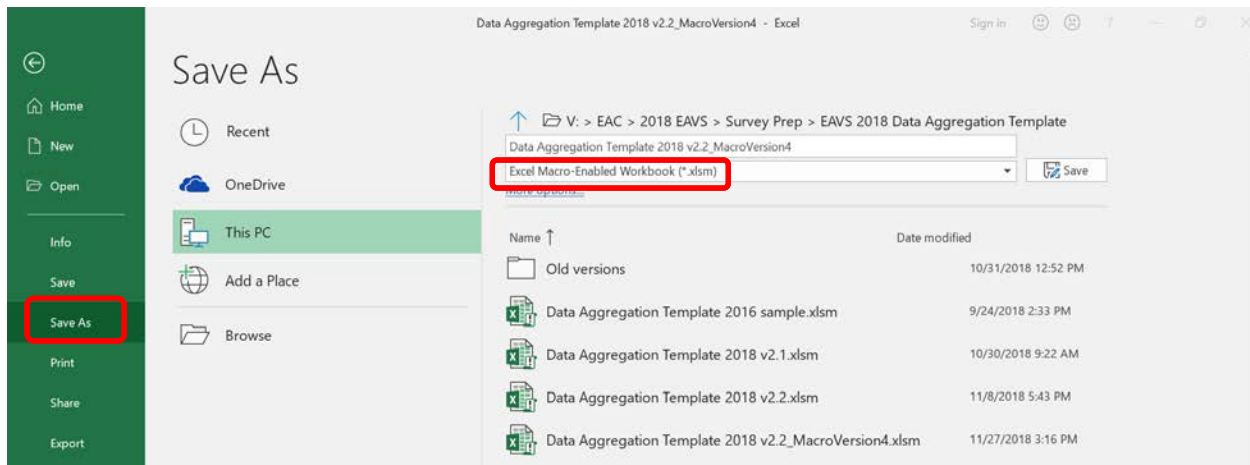 Data Aggregation Template 2018 v2.2_MacroVersion4 - Excel
Sign in
?
Save As
Home
New
Open
Info
Save
Save As
Print
Share
Export
Recent
OneDrive
This PC
Add a Place
Browse
V: > EAC > 2018 EAVS > Survey Prep > EAVS 2018 Data Aggregation Template
Data Aggregation Template 2018 v2.2_MacroVersion4
Excel Macro-Enabled Workbook (*.xlsm)
Save
More options...
Name ↑ Date modified
Old versions 10/31/2018 12:52 PM
Data Aggregation Template 2016 sample.xlsm 9/24/2018 2:33 PM
Data Aggregation Template 2018 v2.1.xlsm 10/30/2018 9:22 AM
Data Aggregation Template 2018 v2.2.xlsm 11/8/2018 5:43 PM
Data Aggregation Template 2018 v2.2_MacroVersion4.xlsm 11/27/2018 3:16 PM